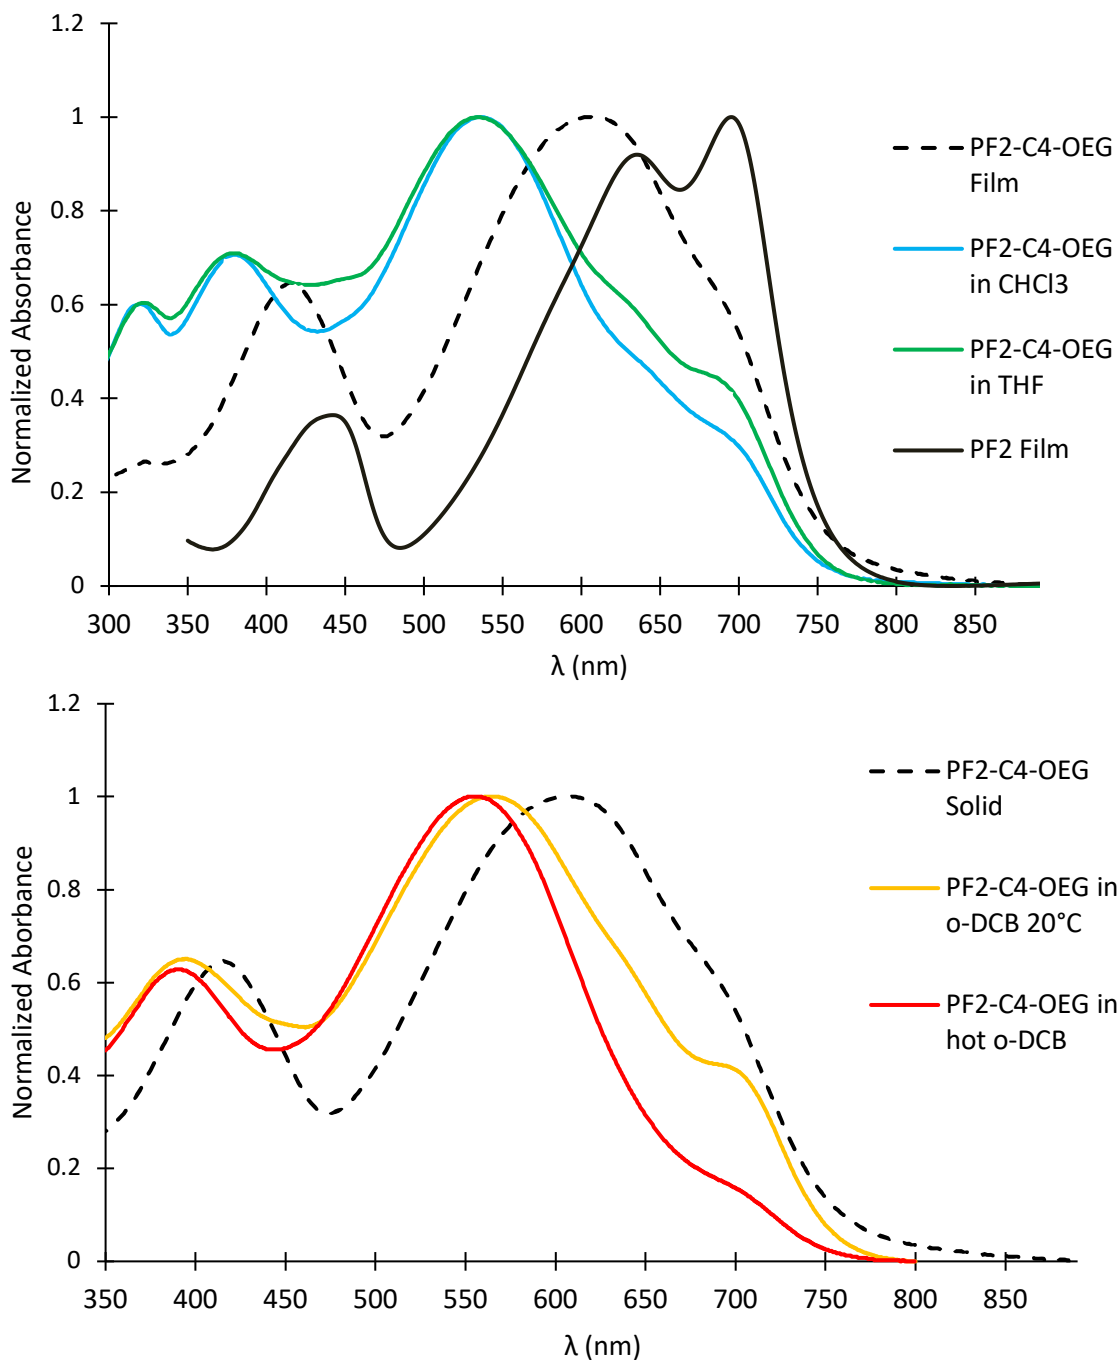 1.2
1
0.8
0.6
0.4
0.2
0
Normalized Absorbance
300 350 400 450 500 550 600 650 700 750 800 850
λ (nm)
PF2-C4-OEG
Film
PF2-C4-OEG
in CHCl3
PF2-C4-OEG
in THF
PF2 Film
1.2
1
0.8
0.6
0.4
0.2
0
Normalized Aborbance
350 400 450 500 550 600 650 700 750 800 850
λ (nm)
PF2-C4-OEG
Solid
PF2-C4-OEG in
o-DCB 20°C
PF2-C4-OEG in
hot o-DCB